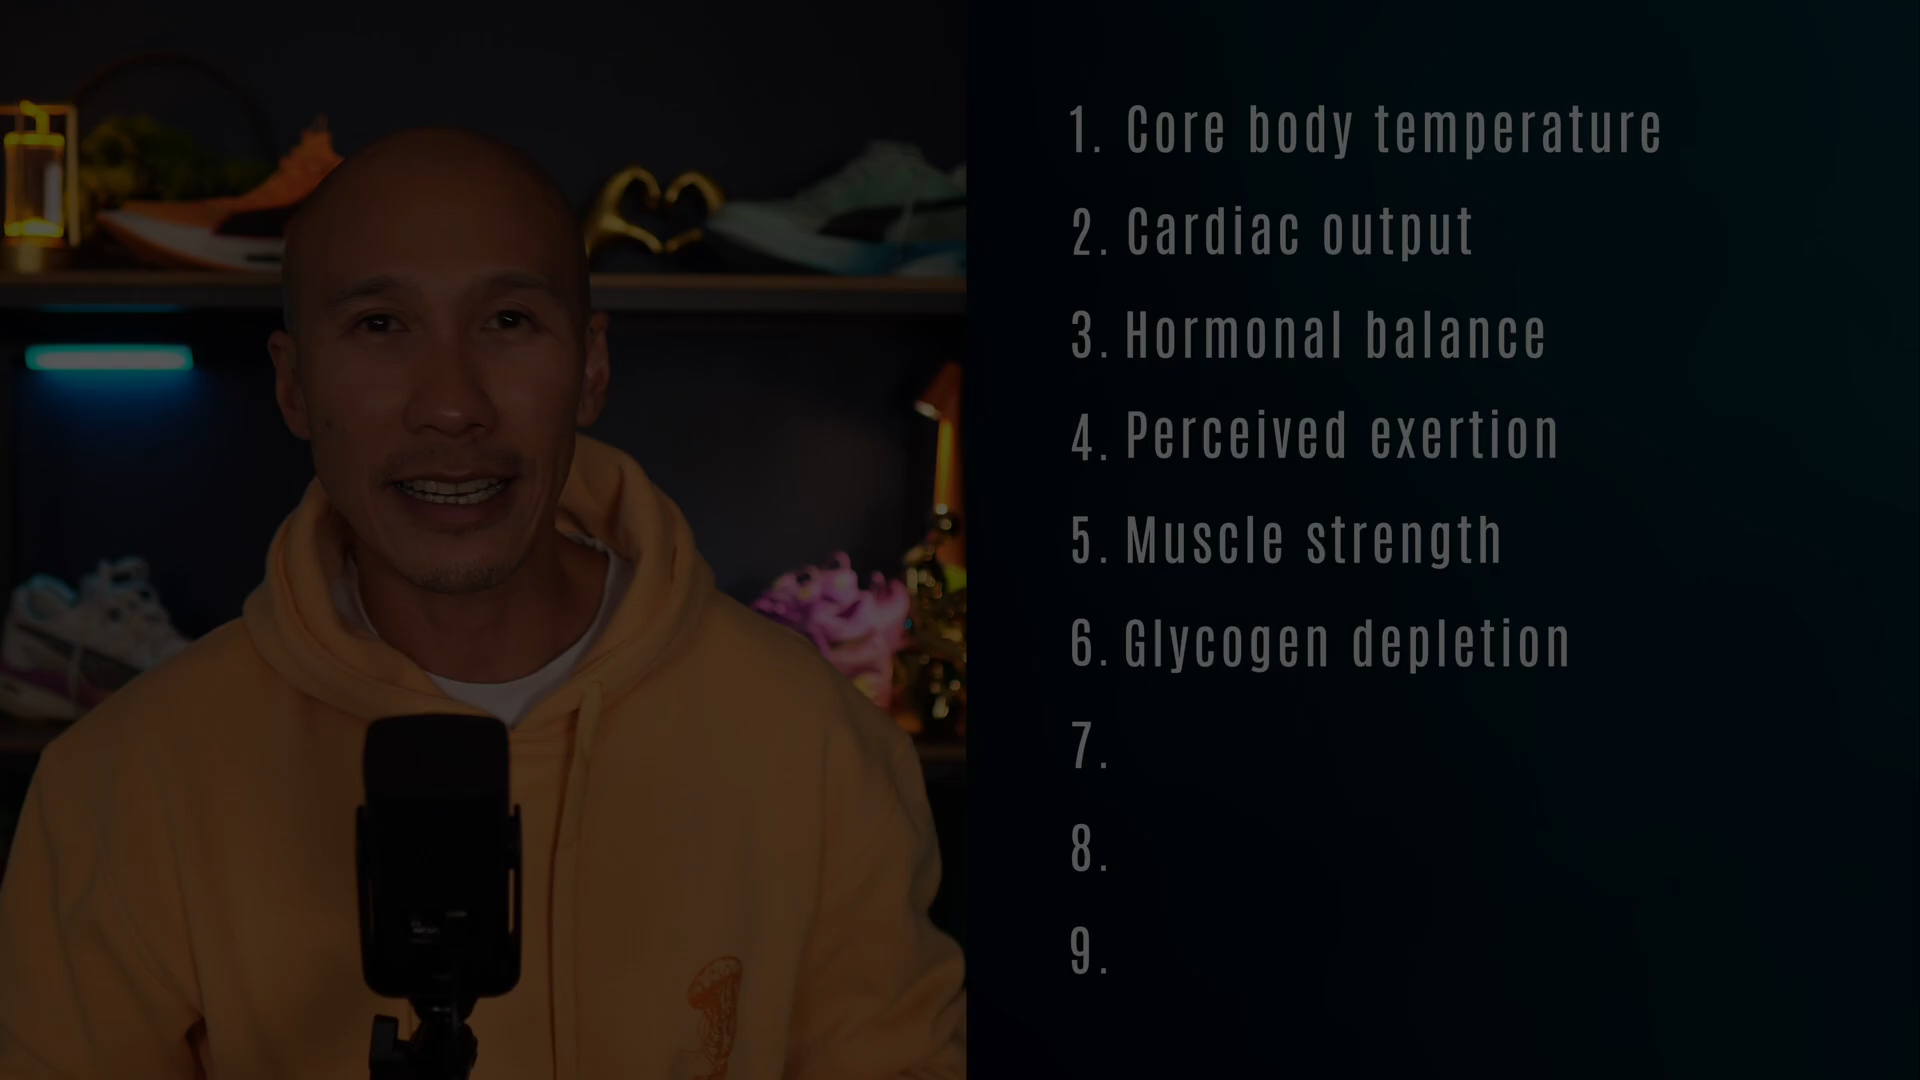 1. Core body temperature
2. Cardiac output
3. Hormonal balance
4. Perceived exertion
5. Muscle strength
6. Glycogen depletion
7.
8.
9.